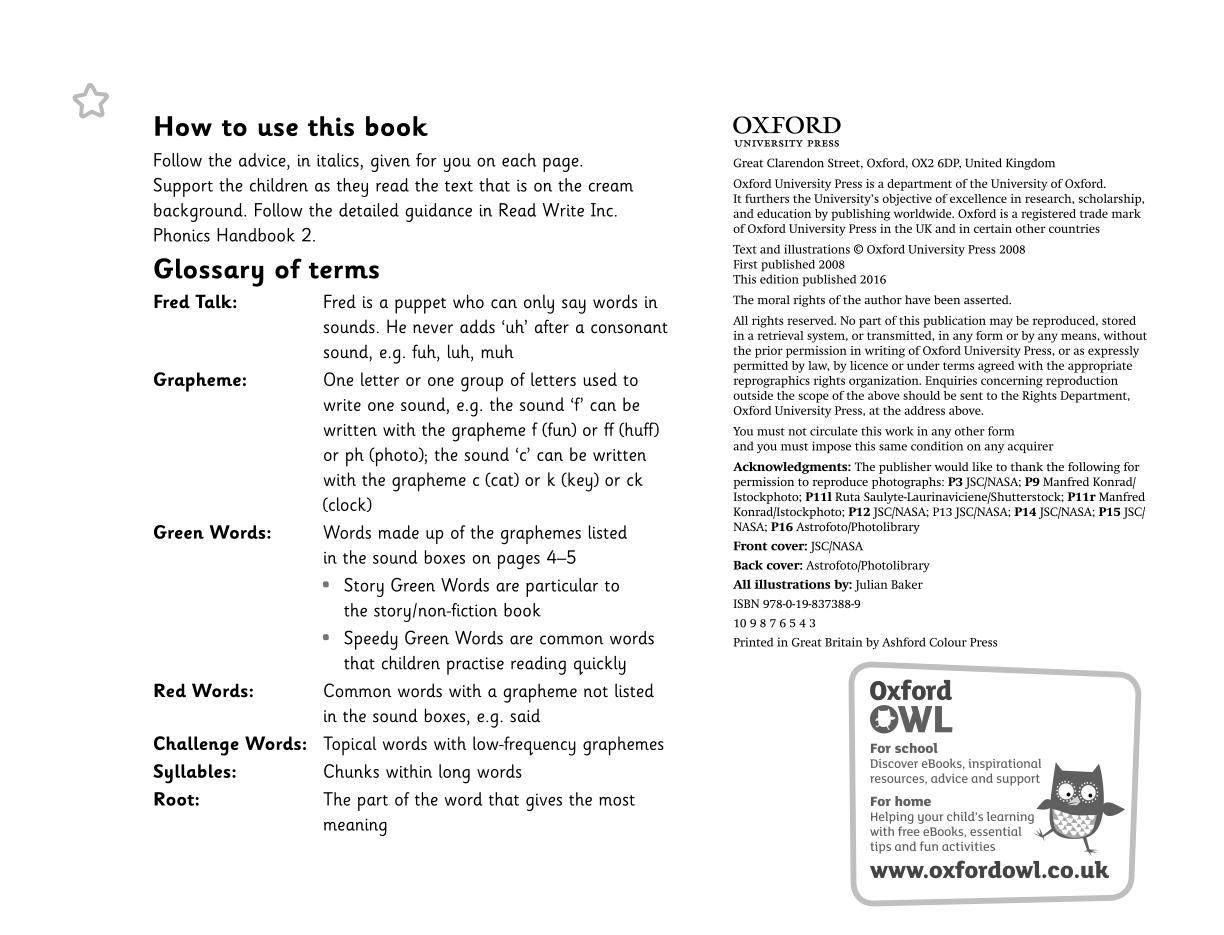 How to use this book
Follow the advice, in italics, given for you on each page.
Support the children as they read the text that is on the cream
background. Follow the detailed guidance in Read Write Inc.
Phonics Handbook 2.
Glossary of terms
Fred Talk: Fred is a puppet who can only say words in
sounds. He never adds ‘uh’ after a consonant
sound, e.g. fuh, luh, muh
Grapheme: One letter or one group of letters used to
write one sound, e.g. the sound ‘f’ can be
written with the grapheme f (fun) or ff (huff)
or ph (photo); the sound ‘c’ can be written
with the grapheme c (cat) or k (key) or ck
(clock)
Green Words: Words made up of the graphemes listed
in the sound boxes on pages 4–5
• Story Green Words are particular to
the story/non-fiction book
• Speedy Green Words are common words
that children practise reading quickly
Red Words: Common words with a grapheme not listed
in the sound boxes, e.g. said
Challenge Words: Topical words with low-frequency graphemes
Syllables: Chunks within long words
Root: The part of the word that gives the most
meaning
OXFORD
UNIVERSITY PRESS
Great Clarendon Street, Oxford, OX2 6DP, United Kingdom
Oxford University Press is a department of the University of Oxford.
It furthers the University’s objective of excellence in research, scholarship,
and education by publishing worldwide. Oxford is a registered trade mark
of Oxford University Press in the UK and in certain other countries
Text and illustrations © Oxford University Press 2008
First published 2008
This edition published 2016
The moral rights of the author have been asserted.
All rights reserved. No part of this publication may be reproduced, stored
in a retrieval system, or transmitted, in any form or by any means, without
the prior permission in writing of Oxford University Press, or as expressly
permitted by law, by licence or under terms agreed with the appropriate
reprographics rights organization. Enquiries concerning reproduction
outside the scope of the above should be sent to the Rights Department,
Oxford University Press, at the address above.
You must not circulate this work in any other form
and you must impose this same condition on any acquirer
Acknowledgments: The publisher would like to thank the following for
permission to reproduce photographs: P3 JSC/NASA; P9 Manfred Konrad/
Istockphoto; P11l Ruta Saulyte-Laurinaviciene/Shutterstock; P11r Manfred
Konrad/Istockphoto; P12 JSC/NASA; P13 JSC/NASA; P14 JSC/NASA; P15 JSC/
NASA; P16 Astrofoto/Photolibrary
Front cover: JSC/NASA
Back cover: Astrofoto/Photolibrary
All illustrations by: Julian Baker
ISBN 978-0-19-837388-9
10 9 8 7 6 5 4 3
Printed in Great Britain by Ashford Colour Press
Oxford
OWL
For school
Discover eBooks, inspirational
resources, advice and support
For home
Helping your child’s learning
with free eBooks, essential
tips and fun activities
www.oxfordowl.co.uk